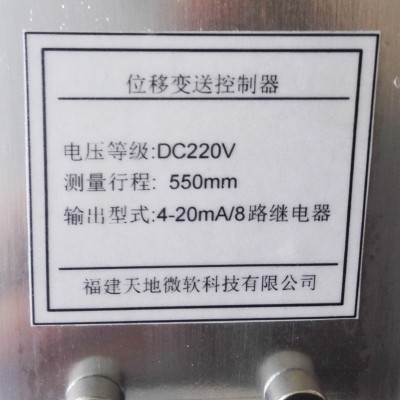 位移变送控制器
电压等级:DC220V
测量行程: 550mm
输出型式:4-20mA/8路继电器
福建天地微软科技有限公司